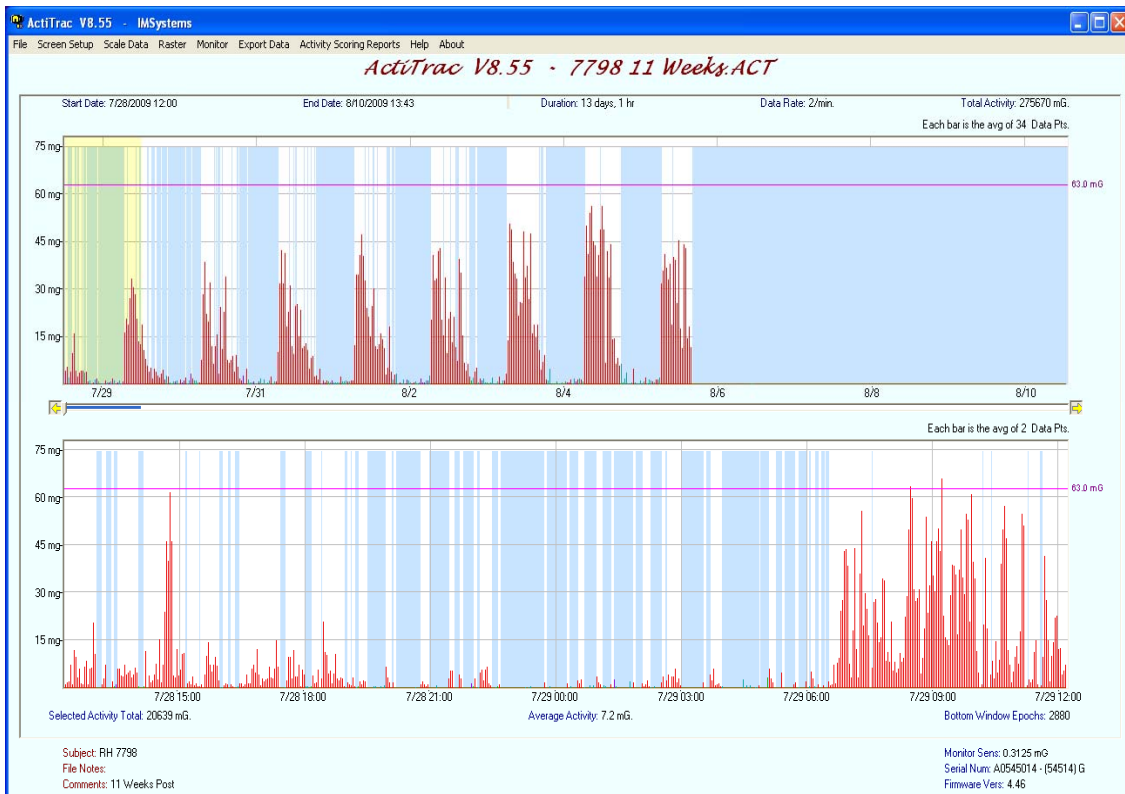 ActiTrac V8.55 - IMSystems
File Screen Setup Scale Data Raster Monitor Export Data Activity Scoring Reports Help About
ActiTrac V8.55 - 7798 11 Weeks.ACT
Start Date: 7/28/2009 12:00 End Date: 8/10/2009 13:43 Duration: 13 days, 1 hr Data Rate: 2/min. Total Activity: 275670 mG.
Each bar is the avg of 34 Data Pts.
75 mg
63.0 mG
60 mg
45 mg
30 mg
15 mg
7/29 7/31 8/2 8/4 8/6 8/8 8/10
Each bar is the avg of 2 Data Pts.
75 mg
63.0 mG
60 mg
45 mg
30 mg
15 mg
7/28 15:00 7/28 18:00 7/28 21:00 7/29 00:00 7/29 03:00 7/29 06:00 7/29 09:00 7/29 12:00
Selected Activity Total: 20639 mG. Average Activity: 7.2 mG. Bottom Window Epochs: 2880
Subject: RH 7798 Monitor Sens: 0.3125 mG
File Notes: Serial Num: A0545014 - (54514) G
Comments: 11 Weeks Post Firmware Vers: 4.46